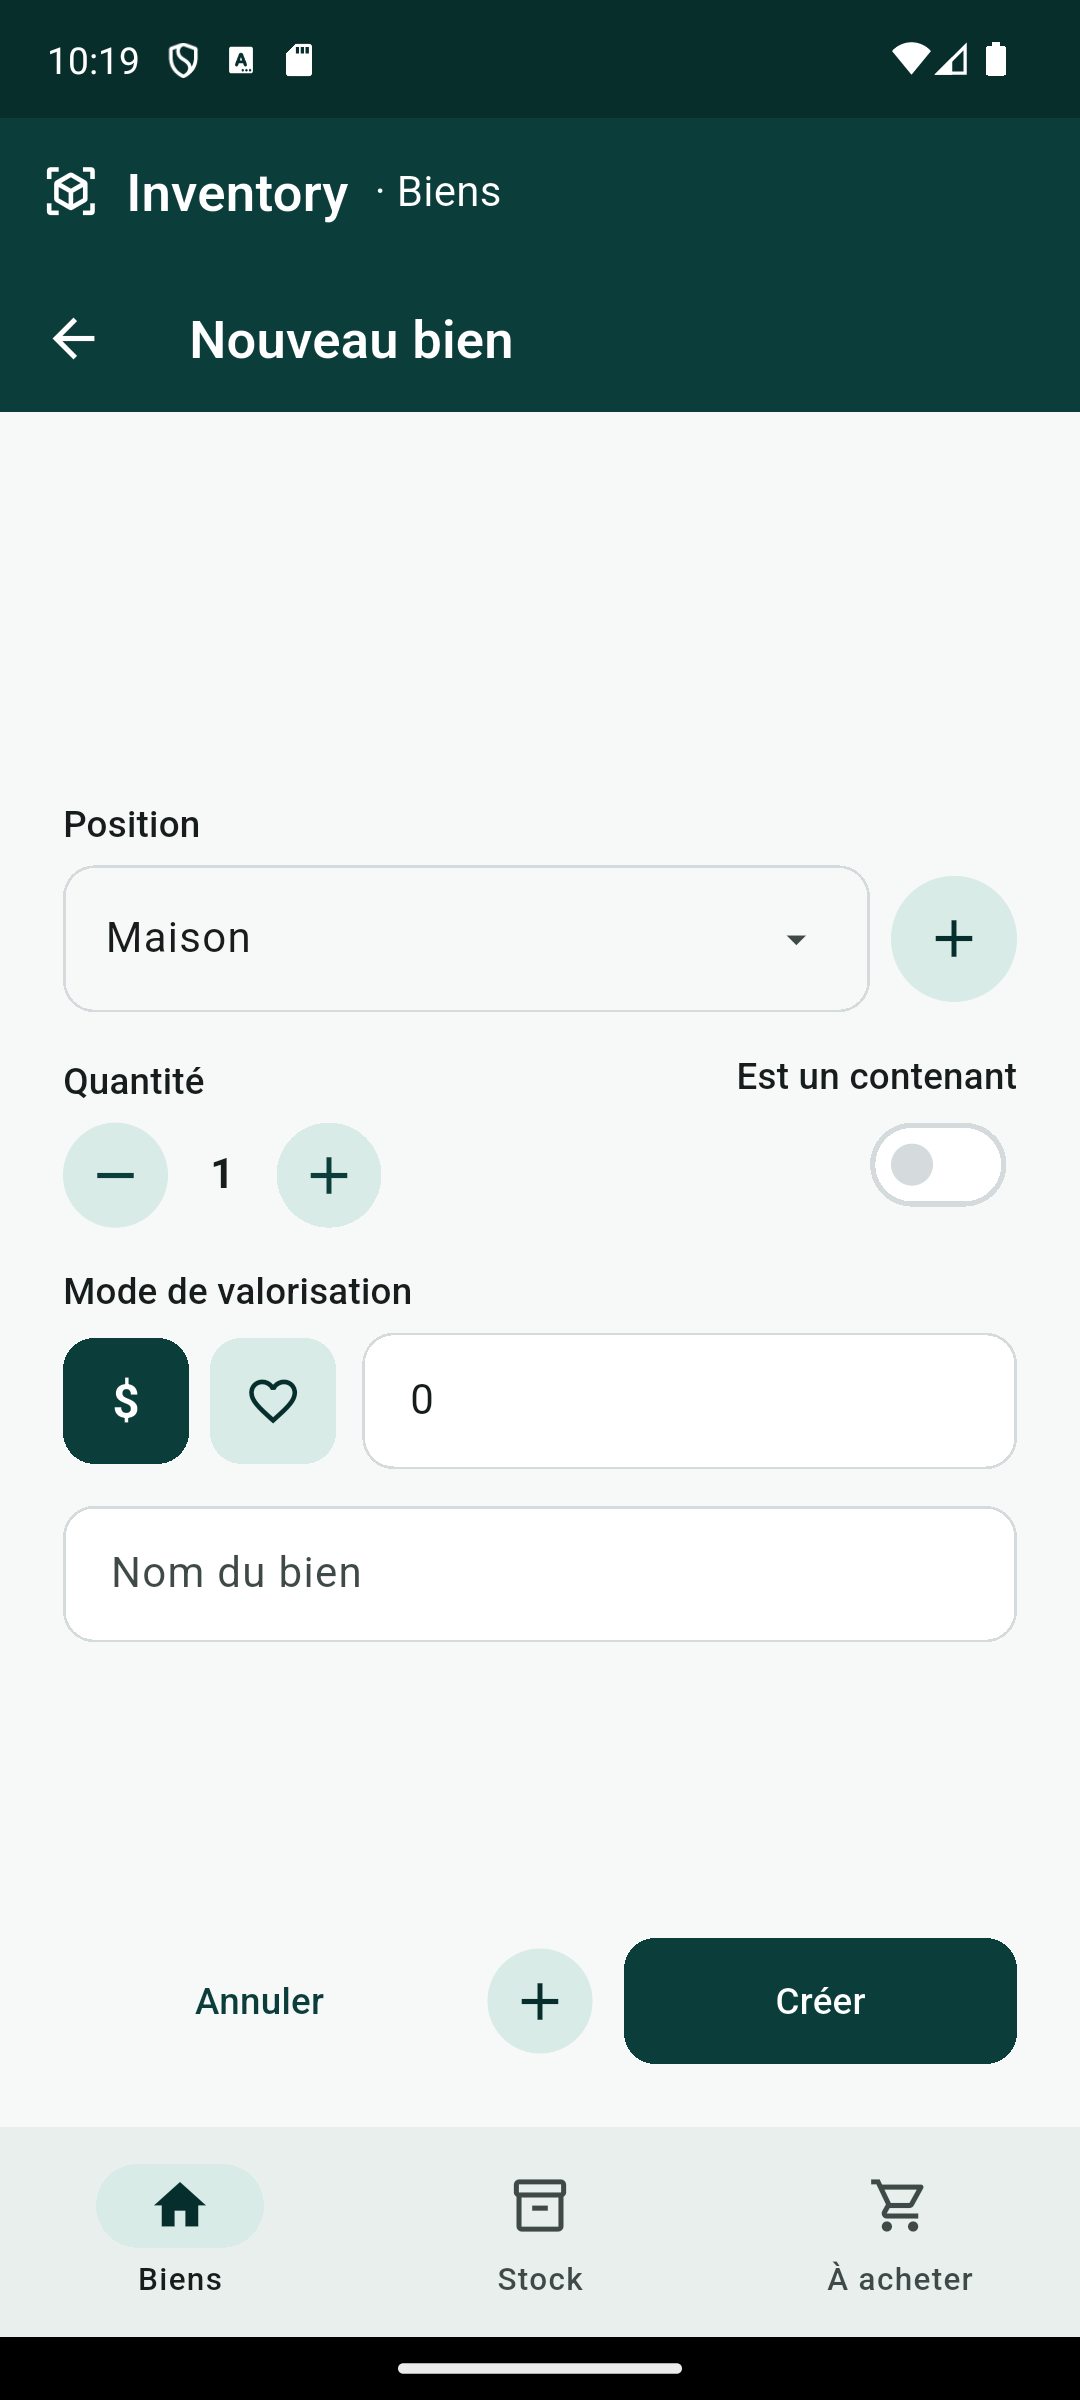 10:19
Inventory · Biens
Nouveau bien
Position
Maison
Quantité
Est un contenant
1
Mode de valorisation
$
0
Nom du bien
Annuler
Créer
Biens
Stock
À acheter